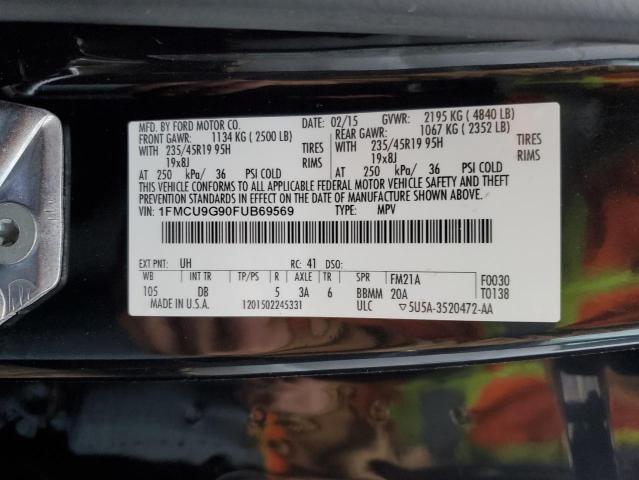 MFD. BY FORD MOTOR CO. 02/15 GVWR: 2195 KG ( 4840 LB)
FRONT GAWR: 1134 KG ( 2500 LB) REAR GAWR: 1067 KG ( 2352 LB)
WITH 235/45R19 95H TIRES WITH 235/45R19 95H TIRES
19x8J RIMS 19x8J RIMS
AT 250 kPa/ 36 PSI COLD AT 250 kPa/ 36 PSI COLD
THIS VEHICLE CONFORMS TO ALL APPLICABLE FEDERAL MOTOR VEHICLE SAFETY AND THEFT
PREVENTION STANDARDS IN EFFECT ON THE DATE OF MANUFACTURE SHOWN ABOVE.
VIN: 1FMCU9G90FUB69569 TYPE: MPV
EXT PNT: UH RC: 41 DSO:
WB INT TR TP/PS R AXLE TR SPR FM21A F0030
105 DB 5 3A 6 BBMM 20A T0138
MADE IN U.S.A. 1201502245331 ULC ▽5U5A-3520472-AA